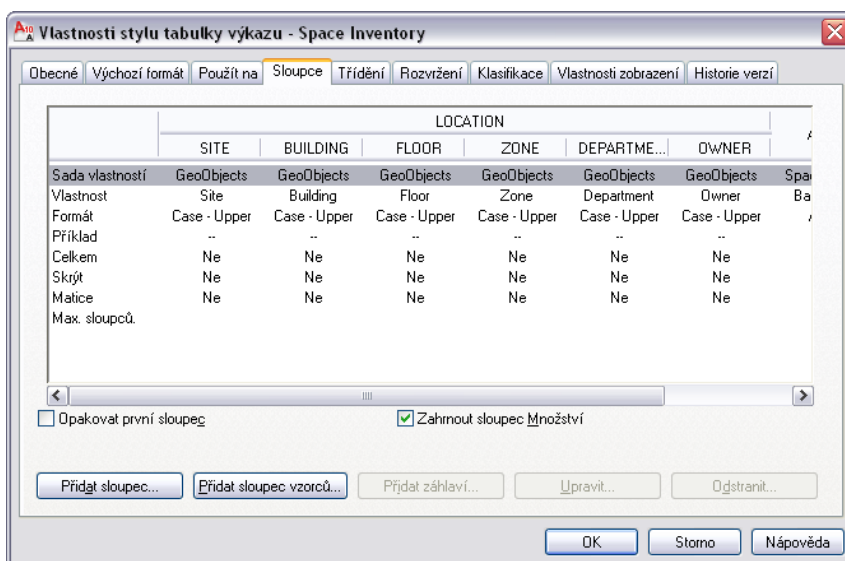 Vlastnosti stylu tabulky výkazu - Space Inventory
Obecné Výchozí formát Použít na Sloupce Třídění Rozvržení Klasifikace Vlastnosti zobrazení Historie verzí
LOCATION
SITE BUILDING FLOOR ZONE DEPARTME... OWNER
Sada vlastností GeoObjects GeoObjects GeoObjects GeoObjects GeoObjects GeoObjects Spa
Vlastnost Site Building Floor Zone Department Owner Ba
Formát Case - Upper Case - Upper Case - Upper Case - Upper Case - Upper Case - Upper
Příklad -- -- -- -- -- --
Celkem Ne Ne Ne Ne Ne Ne
Skrýt Ne Ne Ne Ne Ne Ne
Matice Ne Ne Ne Ne Ne Ne
Max. sloupců.
Opakovat první sloupec Zahrnout sloupec Množství
Přidat sloupec... Přidat sloupec vzorců... Přidat záhlaví... Upravit... Odstranit...
OK Storno Nápověda